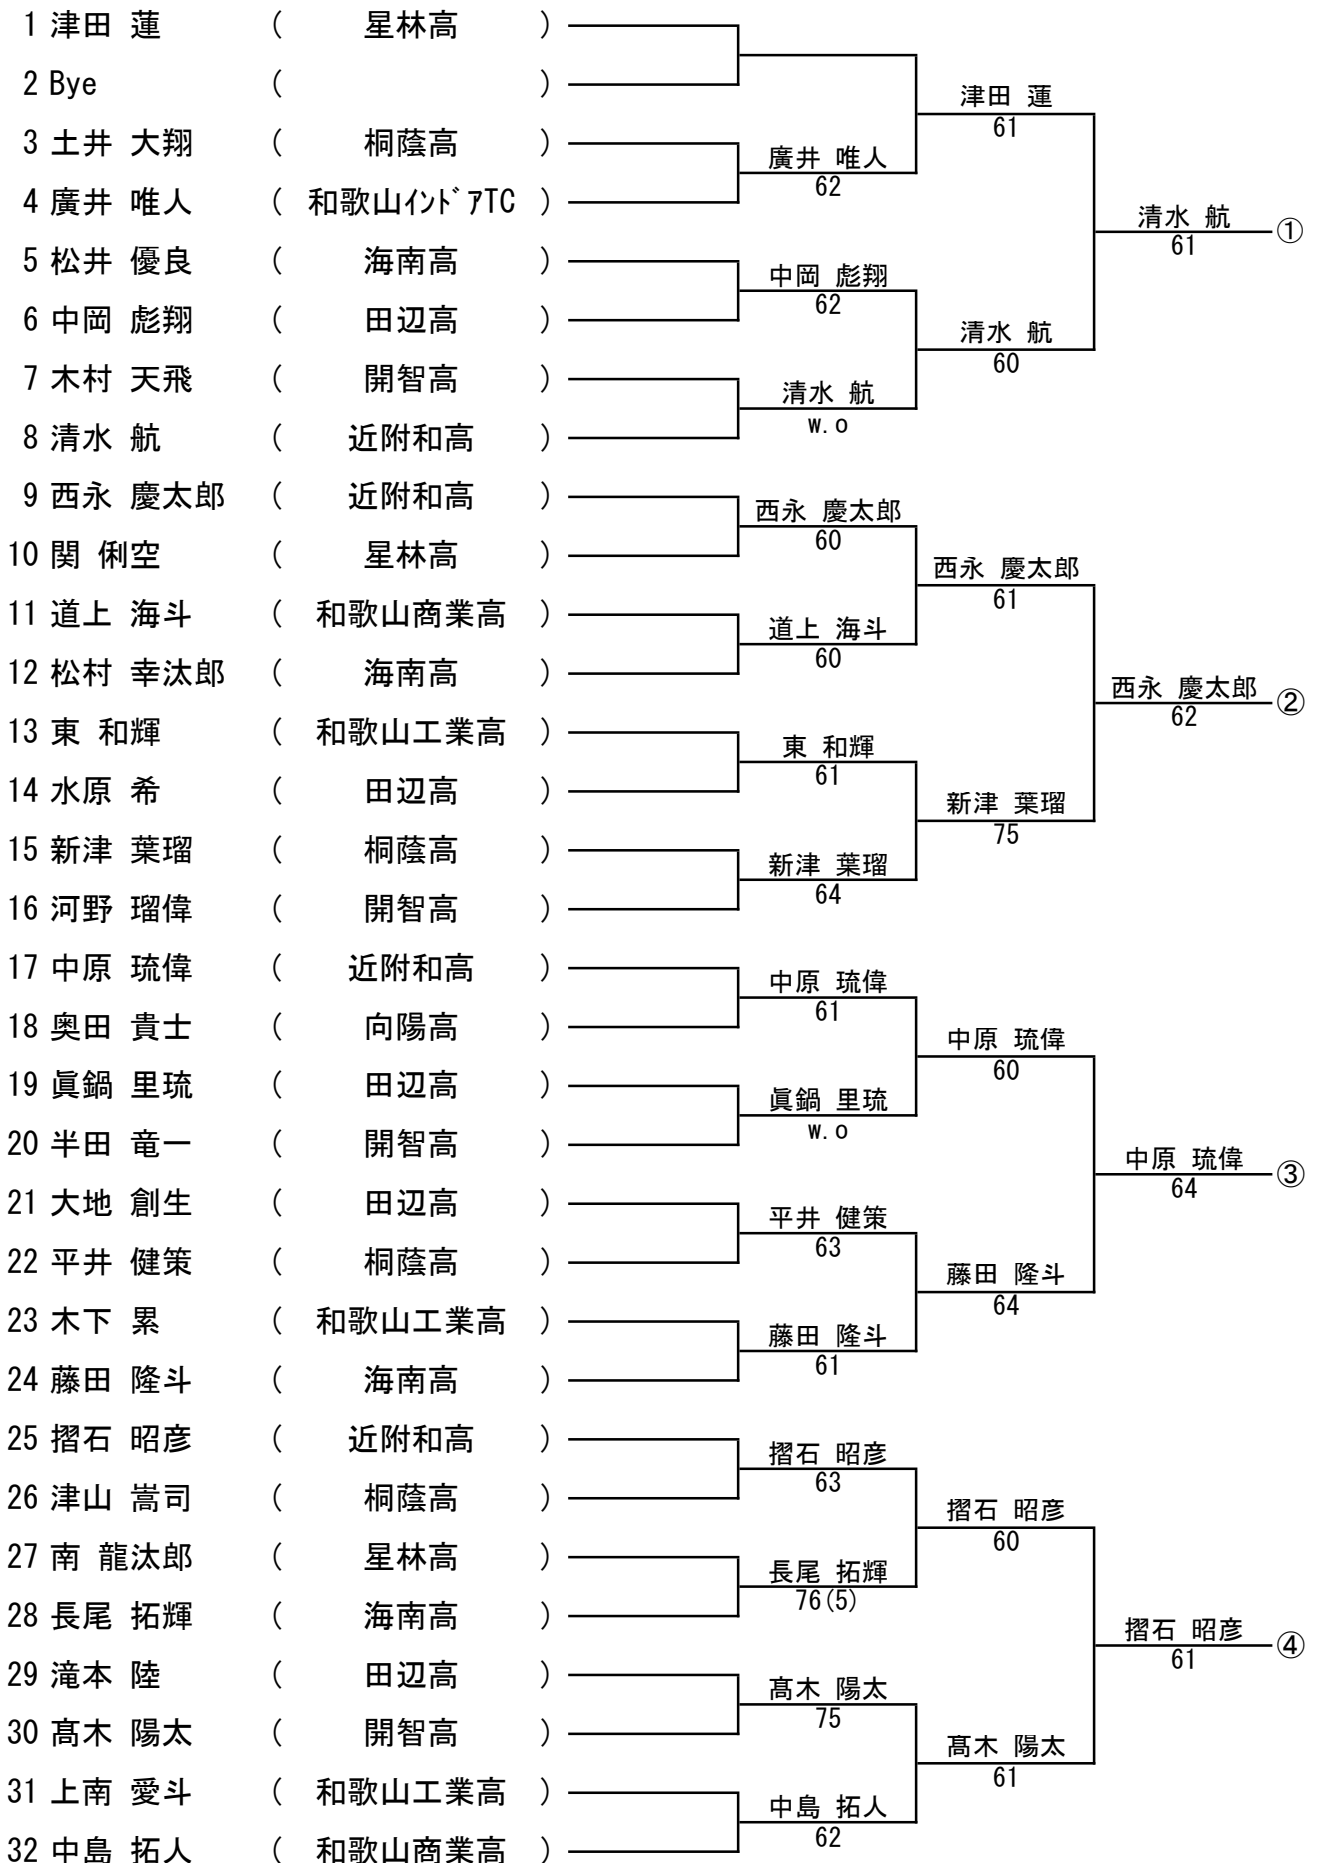 1 津田 蓮 ( 星林高 )
2 Bye ( )
津田 蓮
61
3 土井 大翔 ( 桐蔭高 )
廣井 唯人
62
4 廣井 唯人 ( 和歌山ｲﾝﾄﾞｱTC )
清水 航 ①
61
5 松井 優良 ( 海南高 )
中岡 彪翔
62
6 中岡 彪翔 ( 田辺高 )
清水 航
60
7 木村 天飛 ( 開智高 )
清水 航
w.o
8 清水 航 ( 近附和高 )
9 西永 慶太郎 ( 近附和高 )
西永 慶太郎
60
10 関 俐空 ( 星林高 )
西永 慶太郎
61
11 道上 海斗 ( 和歌山商業高 )
道上 海斗
60
12 松村 幸汰郎 ( 海南高 )
西永 慶太郎 ②
62
13 東 和輝 ( 和歌山工業高 )
東 和輝
61
14 水原 希 ( 田辺高 )
新津 葉瑠
75
15 新津 葉瑠 ( 桐蔭高 )
新津 葉瑠
64
16 河野 瑠偉 ( 開智高 )
17 中原 琉偉 ( 近附和高 )
中原 琉偉
61
18 奥田 貴士 ( 向陽高 )
中原 琉偉
60
19 眞鍋 里琉 ( 田辺高 )
眞鍋 里琉
w.o
20 半田 竜一 ( 開智高 )
中原 琉偉 ③
64
21 大地 創生 ( 田辺高 )
平井 健策
63
22 平井 健策 ( 桐蔭高 )
藤田 隆斗
64
23 木下 累 ( 和歌山工業高 )
藤田 隆斗
61
24 藤田 隆斗 ( 海南高 )
25 摺石 昭彦 ( 近附和高 )
摺石 昭彦
63
26 津山 嵩司 ( 桐蔭高 )
摺石 昭彦
60
27 南 龍汰郎 ( 星林高 )
長尾 拓輝
76(5)
28 長尾 拓輝 ( 海南高 )
摺石 昭彦 ④
61
29 滝本 陸 ( 田辺高 )
髙木 陽太
75
30 髙木 陽太 ( 開智高 )
髙木 陽太
61
31 上南 愛斗 ( 和歌山工業高 )
中島 拓人
62
32 中島 拓人 ( 和歌山商業高 )